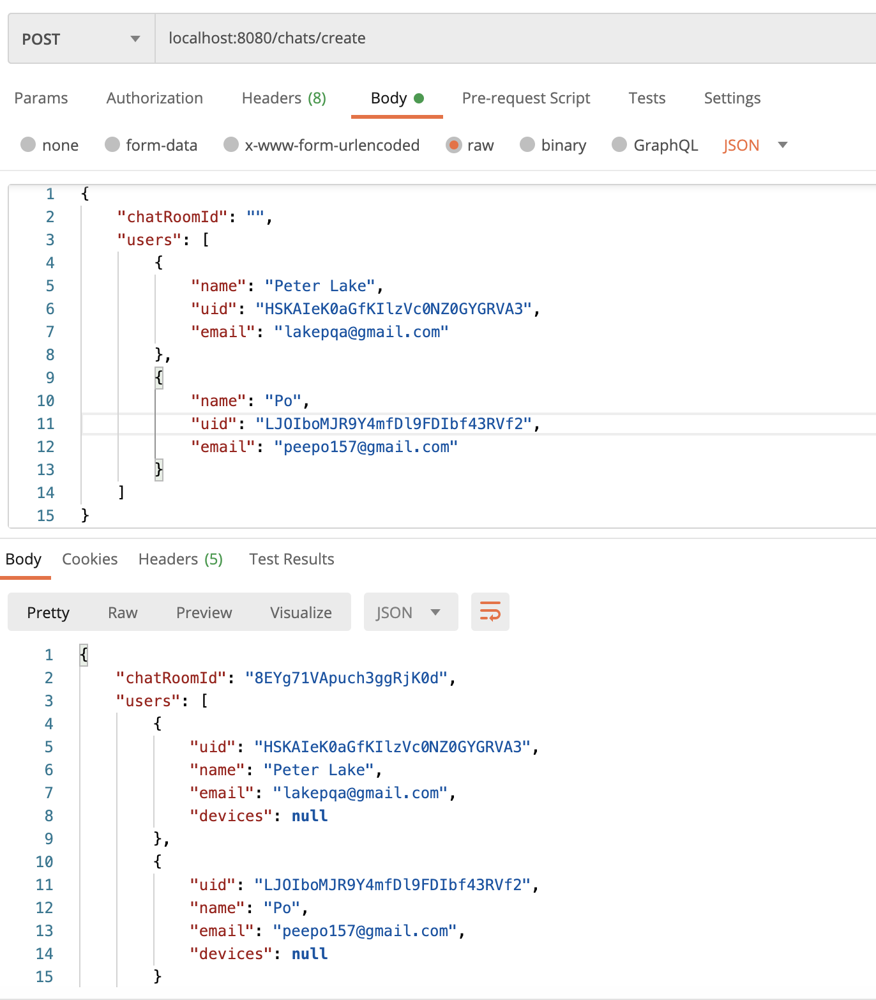 POST localhost:8080/chats/create
Params Authorization Headers (8) Body Pre-request Script Tests Settings
none form-data x-www-form-urlencoded raw binary GraphQL JSON
1 {
2 "chatRoomId": "",
3 "users": [
4 {
5 "name": "Peter Lake",
6 "uid": "HSKAIeK0aGfKIlzVc0NZ0GYGRVA3",
7 "email": "lakepqa@gmail.com"
8 },
9 {
10 "name": "Po",
11 "uid": "LJOIboMJR9Y4mfDl9FDIbf43RVf2",
12 "email": "peepo157@gmail.com"
13 }
14 ]
15 }
Body Cookies Headers (5) Test Results
Pretty Raw Preview Visualize JSON
1 {
2 "chatRoomId": "8EYg71VApuch3ggRjK0d",
3 "users": [
4 {
5 "uid": "HSKAIeK0aGfKIlzVc0NZ0GYGRVA3",
6 "name": "Peter Lake",
7 "email": "lakepqa@gmail.com",
8 "devices": null
9 },
10 {
11 "uid": "LJOIboMJR9Y4mfDl9FDIbf43RVf2",
12 "name": "Po",
13 "email": "peepo157@gmail.com",
14 "devices": null
15 }